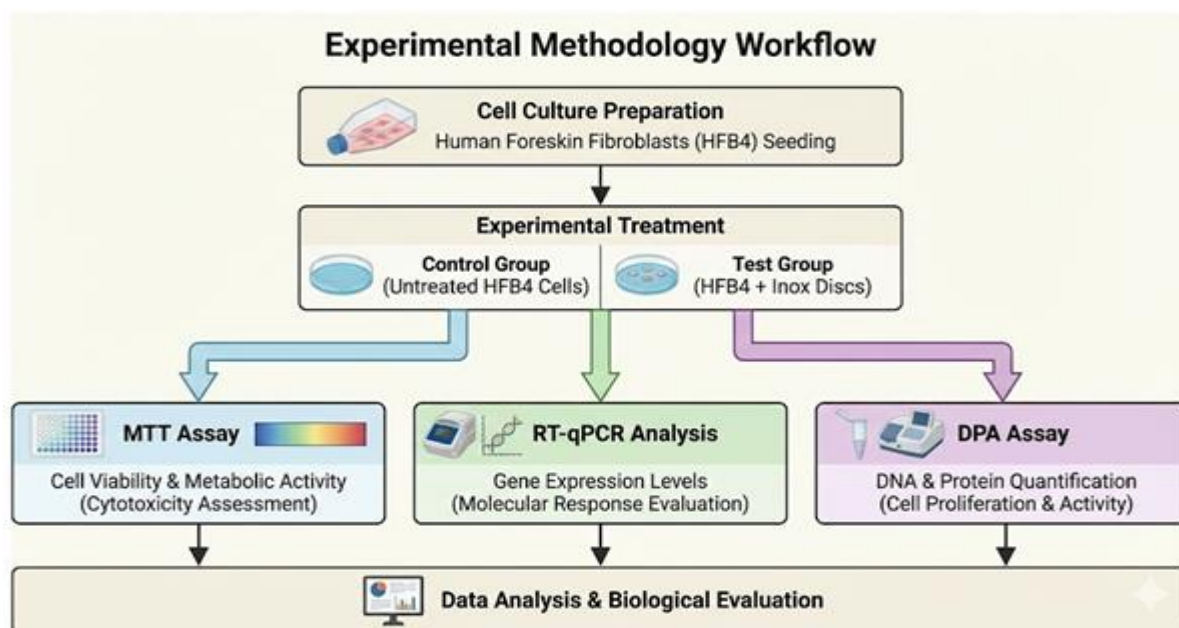 Experimental Methodology Workflow
Cell Culture Preparation
Human Foreskin Fibroblasts (HFB4) Seeding
Experimental Treatment
Control Group
(Untreated HFB4 Cells)
Test Group
(HFB4 + Inox Discs)
MTT Assay
Cell Viability & Metabolic Activity
(Cytotoxicity Assessment)
RT-qPCR Analysis
Gene Expression Levels
(Molecular Response Evaluation)
DPA Assay
DNA & Protein Quantification
(Cell Proliferation & Activity)
Data Analysis & Biological Evaluation